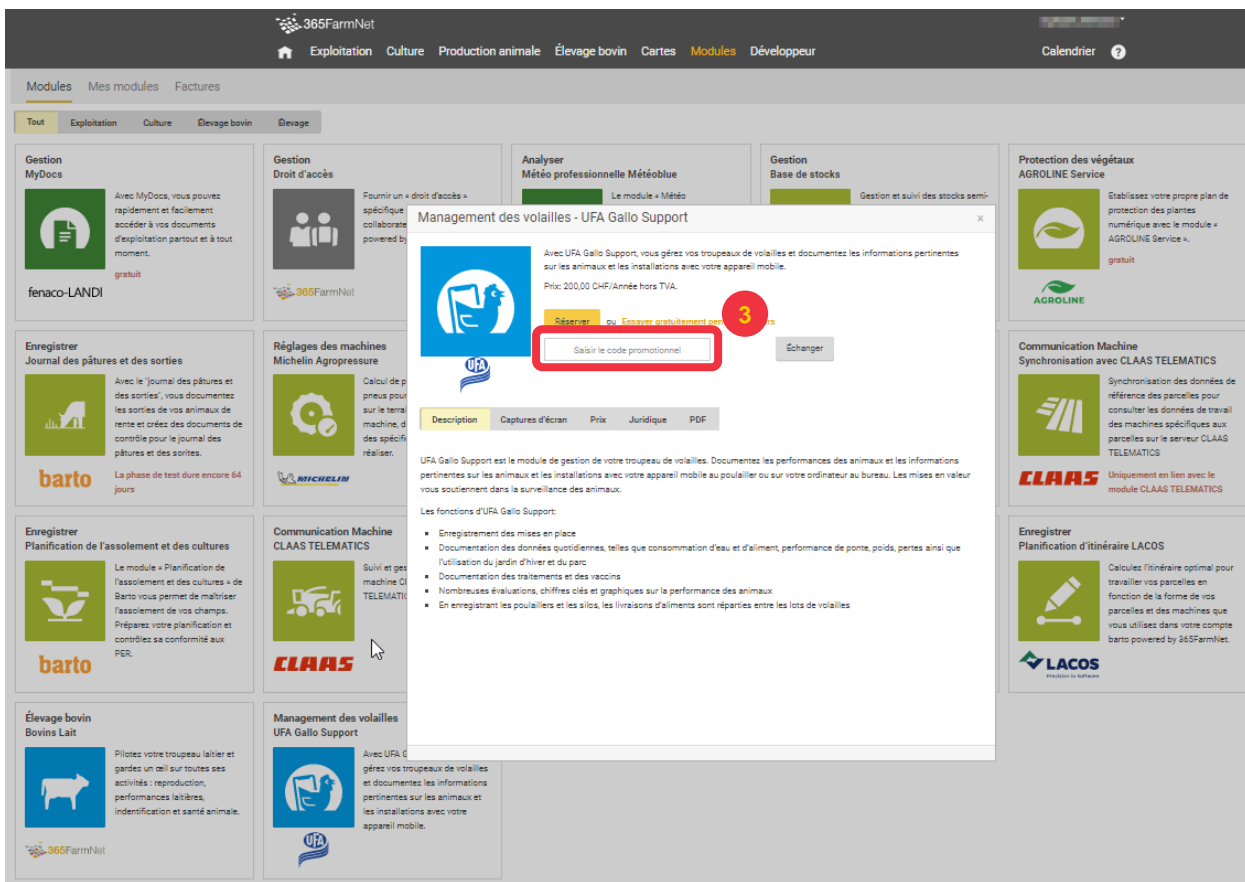 365FarmNet
Exploitation Culture Production animale Élevage bovin Cartes Modules Développeur
Calendrier ?
Modules Mes modules Factures
Tout Exploitation Culture Élevage bovin Élevage
Gestion
MyDocs
Avec MyDocs, vous pouvez
rapidement et facilement
accéder à vos documents
d'exploitation partout et à tout
moment.
gratuit
fenaco-LANDI
Gestion
Droit d'accès
Fournir un « droit d'accès »
spécifique
collaborate
powered by
365FarmNet
Analyser
Météo professionnelle Météoblue
Le module « Météo
Gestion
Base de stocks
Gestion et suivi des stocks semi-
Protection des végétaux
AGROLINE Service
Etablissez votre propre plan de
protection des plantes
numérique avec le module «
AGROLINE Service ».
gratuit
AGROLINE
Management des volailles - UFA Gallo Support
×
Avec UFA Gallo Support, vous gérez vos troupeaux de volailles et documentez les informations pertinentes
sur les animaux et les installations avec votre appareil mobile.
Prix: 200,00 CHF/Année hors TVA.
Réserver ou Essayer gratuitement pen
rs
3
Saisir le code promotionnel
Échanger
UFA
Description Captures d'écran Prix Juridique PDF
UFA Gallo Support est le module de gestion de votre troupeau de volailles. Documentez les performances des animaux et les informations
pertinentes sur les animaux et les installations avec votre appareil mobile au poulailler ou sur votre ordinateur au bureau. Les mises en valeur
vous soutiennent dans la surveillance des animaux.
Les fonctions d'UFA Gallo Support:
Enregistrement des mises en place
Documentation des données quotidiennes, telles que consommation d'eau et d'aliment, performance de ponte, poids, pertes ainsi que
l'utilisation du jardin d'hiver et du parc
Documentation des traitements et des vaccins
Nombreuses évaluations, chiffres clés et graphiques sur la performance des animaux
En enregistrant les poulaillers et les silos, les livraisons d'aliments sont réparties entre les lots de volailles
Enregistrer
Journal des pâtures et des sorties
Avec le "journal des pâtures et
des sorties", vous documentez
les sorties de vos animaux de
rente et créez des documents de
contrôle pour le journal des
pâtures et des sorites.
La phase de test dure encore 64
jours
barto
Réglages des machines
Michelin Agropressure
Calcul de p
pneus pour
sur le terrai
machine, d
des spécifi
réaliser.
MICHELIN
Communication Machine
Synchronisation avec CLAAS TELEMATICS
Synchronisation des données de
référence des parcelles pour
consulter les données de travail
des machines spécifiques aux
parcelles sur le serveur CLAAS
TELEMATICS
Uniquement en lien avec le
module CLAAS TELEMATICS
CLAAS
Enregistrer
Planification de l'assolement et des cultures
Le module « Planification de
l'assolement et des cultures » de
Barto vous permet de maîtriser
l'assolement de vos champs.
Préparez votre planification et
contrôlez sa conformité aux
PER.
barto
Communication Machine
CLAAS TELEMATICS
Suivi et ges
machine Cl
TELEMATIC
CLAAS
Enregistrer
Planification d'itinéraire LACOS
Calculez l'itinéraire optimal pour
travailler vos parcelles en
fonction de la forme de vos
parcelles et des machines que
vous utilisez dans votre compte
barto powered by 365FarmNet.
LACOS
Precision in Software
Élevage bovin
Bovins Lait
Pilotez votre troupeau laitier et
gardez un œil sur toutes ses
activités : reproduction,
performances laitières,
indentification et santé animale.
365FarmNet
Management des volailles
UFA Gallo Support
Avec UFA G
gérez vos troupeaux de volailles
et documentez les informations
pertinentes sur les animaux et
les installations avec votre
appareil mobile.
UFA